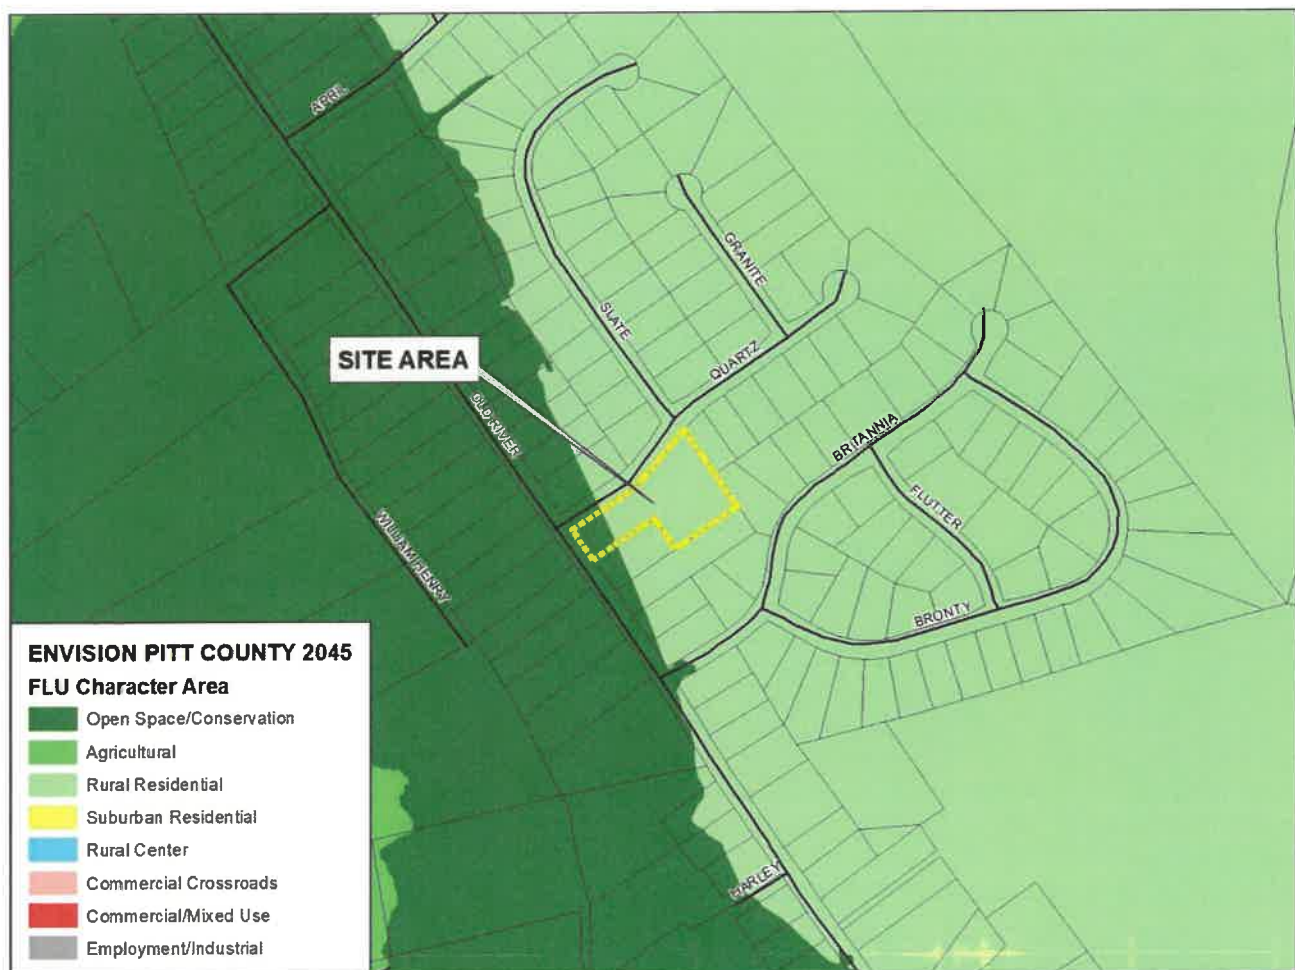 APRIL
GRANITE
SLATE
QUARTZ
SITE AREA
OLD RIVER
BRITANNIA
FLUTTER
WILLIAM HENRY
BRONTY
HARLEY
ENVISION PITT COUNTY 2045
FLU Character Area
Open Space/Conservation
Agricultural
Rural Residential
Suburban Residential
Rural Center
Commercial Crossroads
Commercial/Mixed Use
Employment/Industrial